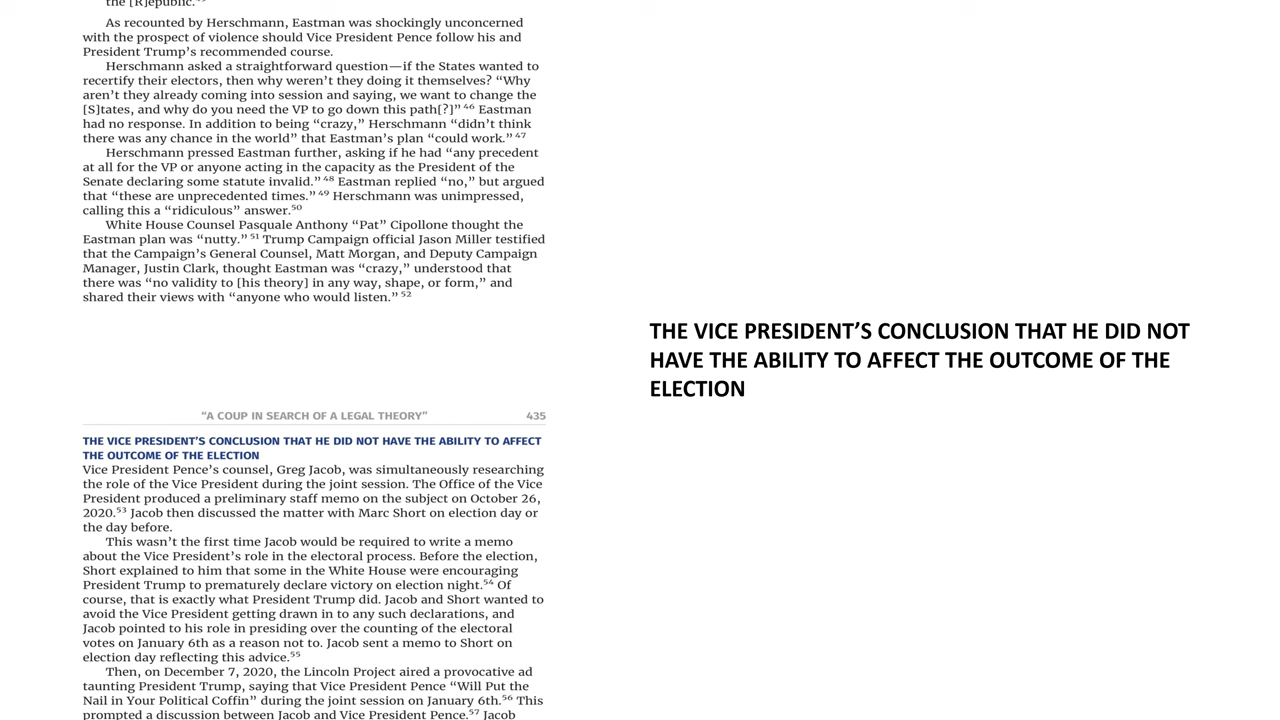 the [R]epublic.⁴⁵
As recounted by Herschmann, Eastman was shockingly unconcerned
with the prospect of violence should Vice President Pence follow his and
President Trump’s recommended course.
Herschmann asked a straightforward question—if the States wanted to
recertify their electors, then why weren’t they doing it themselves? “Why
aren’t they already coming into session and saying, we want to change the
[S]tates, and why do you need the VP to go down this path[?]” ⁴⁶ Eastman
had no response. In addition to being “crazy,” Herschmann “didn’t think
there was any chance in the world” that Eastman’s plan “could work.” ⁴⁷
Herschmann pressed Eastman further, asking if he had “any precedent
at all for the VP or anyone acting in the capacity as the President of the
Senate declaring some statute invalid.” ⁴⁸ Eastman replied “no,” but argued
that “these are unprecedented times.” ⁴⁹ Herschmann was unimpressed,
calling this a “ridiculous” answer.⁵⁰
White House Counsel Pasquale Anthony “Pat” Cipollone thought the
Eastman plan was “nutty.” ⁵¹ Trump Campaign official Jason Miller testified
that the Campaign’s General Counsel, Matt Morgan, and Deputy Campaign
Manager, Justin Clark, thought Eastman was “crazy,” understood that
there was “no validity to [his theory] in any way, shape, or form,” and
shared their views with “anyone who would listen.” ⁵²
“A COUP IN SEARCH OF A LEGAL THEORY” 435
THE VICE PRESIDENT’S CONCLUSION THAT HE DID NOT HAVE THE ABILITY TO AFFECT
THE OUTCOME OF THE ELECTION
Vice President Pence’s counsel, Greg Jacob, was simultaneously researching
the role of the Vice President during the joint session. The Office of the Vice
President produced a preliminary staff memo on the subject on October 26,
2020.⁵³ Jacob then discussed the matter with Marc Short on election day or
the day before.
This wasn’t the first time Jacob would be required to write a memo
about the Vice President’s role in the electoral process. Before the election,
Short explained to him that some in the White House were encouraging
President Trump to prematurely declare victory on election night.⁵⁴ Of
course, that is exactly what President Trump did. Jacob and Short wanted to
avoid the Vice President getting drawn in to any such declarations, and
Jacob pointed to his role in presiding over the counting of the electoral
votes on January 6th as a reason not to. Jacob sent a memo to Short on
election day reflecting this advice.⁵⁵
Then, on December 7, 2020, the Lincoln Project aired a provocative ad
taunting President Trump, saying that Vice President Pence “Will Put the
Nail in Your Political Coffin” during the joint session on January 6th.⁵⁶ This
prompted a discussion between Jacob and Vice President Pence.⁵⁷ Jacob
THE VICE PRESIDENT’S CONCLUSION THAT HE DID NOT
HAVE THE ABILITY TO AFFECT THE OUTCOME OF THE
ELECTION